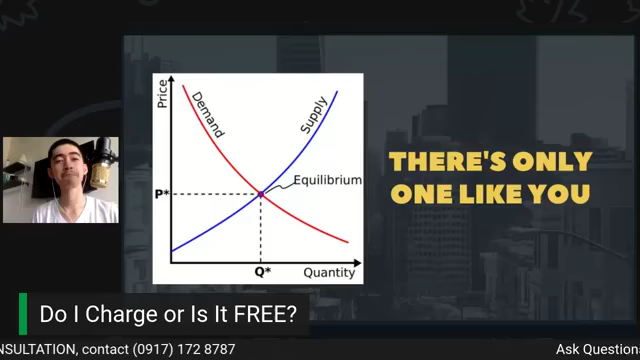 Price
Demand
Supply
Equilibrium
P*
Q*
Quantity
THERE'S ONLY
ONE LIKE YOU
Do I Charge or Is It FREE?
NSULTATION, contact (0917) 172 8787
Ask Question